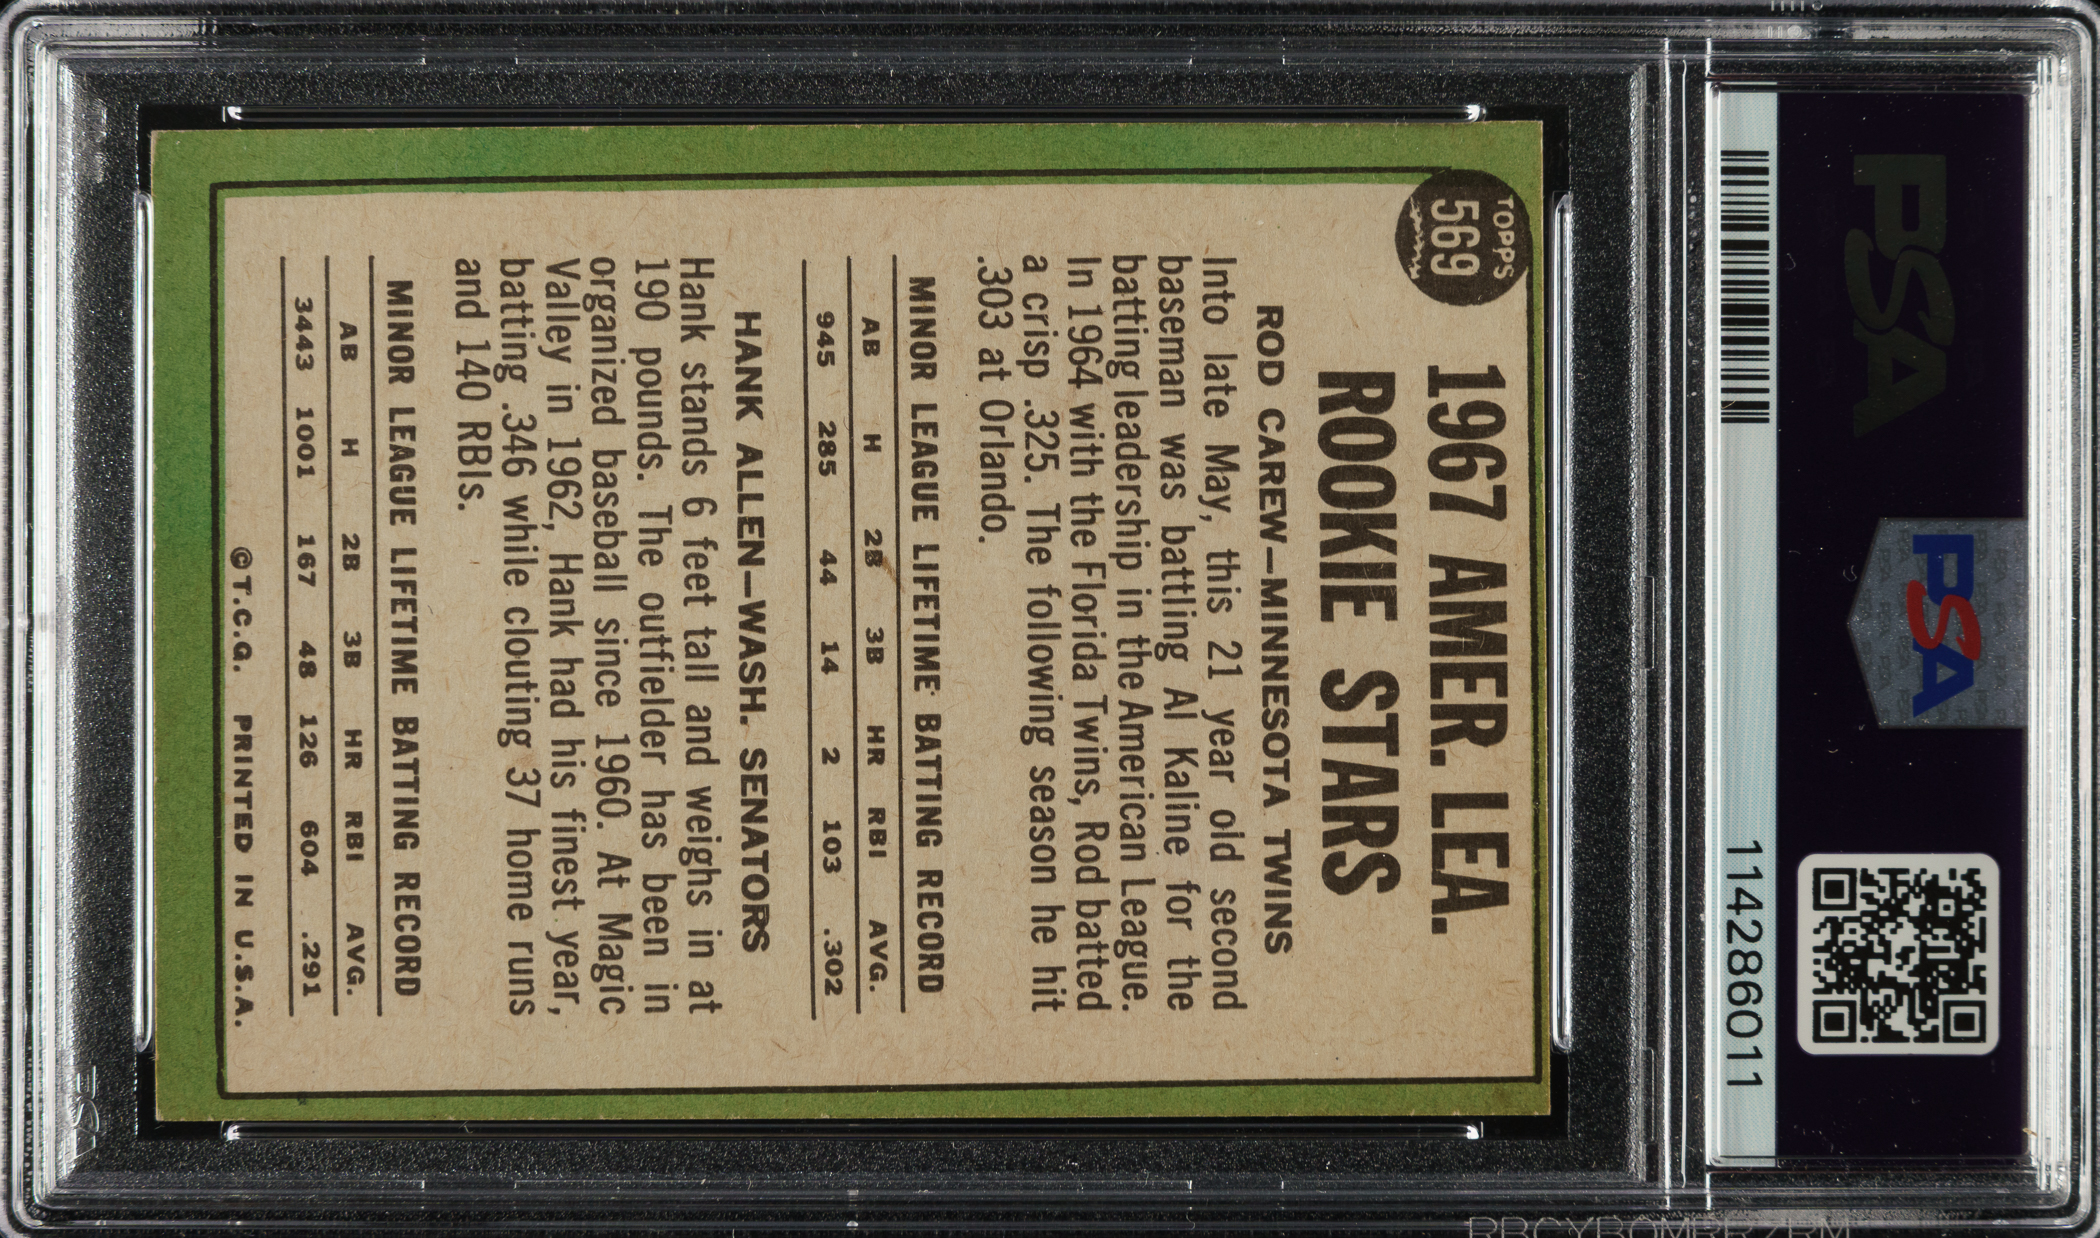 PSA
PSA
114286011
TOPPS
569
1967 AMER. LEA.
ROOKIE STARS
ROD CAREW—MINNESOTA TWINS
Into late May, this 21 year old second
baseman was battling Al Kaline for the
batting leadership in the American League.
In 1964 with the Florida Twins, Rod batted
a crisp .325. The following season he hit
.303 at Orlando.
MINOR LEAGUE LIFETIME BATTING RECORD
AB H 2B 3B HR RBI AVG.
945 285 44 14 2 103 .302
HANK ALLEN—WASH. SENATORS
Hank stands 6 feet tall and weighs in at
190 pounds. The outfielder has been in
organized baseball since 1960. At Magic
Valley in 1962, Hank had his finest year,
batting .346 while clouting 37 home runs
and 140 RBIs.
MINOR LEAGUE LIFETIME BATTING RECORD
AB H 2B 3B HR RBI AVG.
3443 1001 167 48 126 604 .291
©T.C.G. PRINTED IN U.S.A.